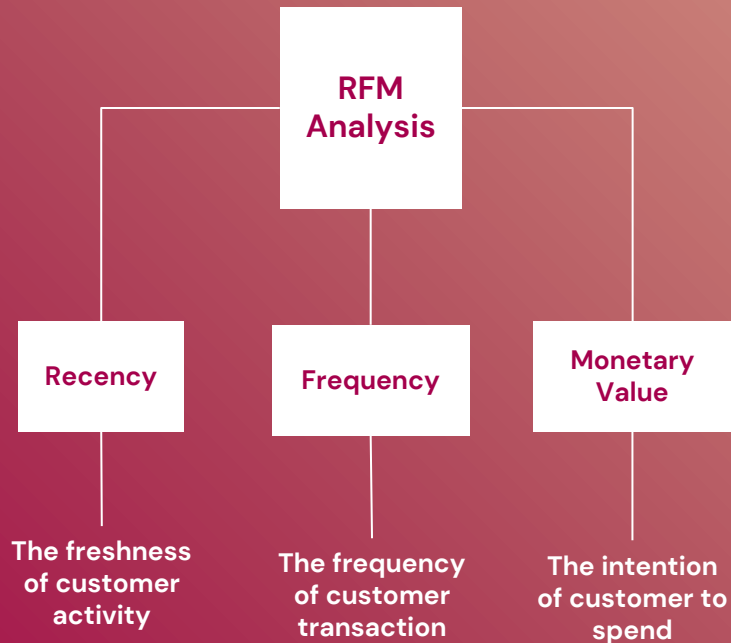 RFM
Analysis
Recency
Frequency
Monetary
Value
The freshness
of customer
activity
The frequency
of customer
transaction
The intention
of customer to
spend